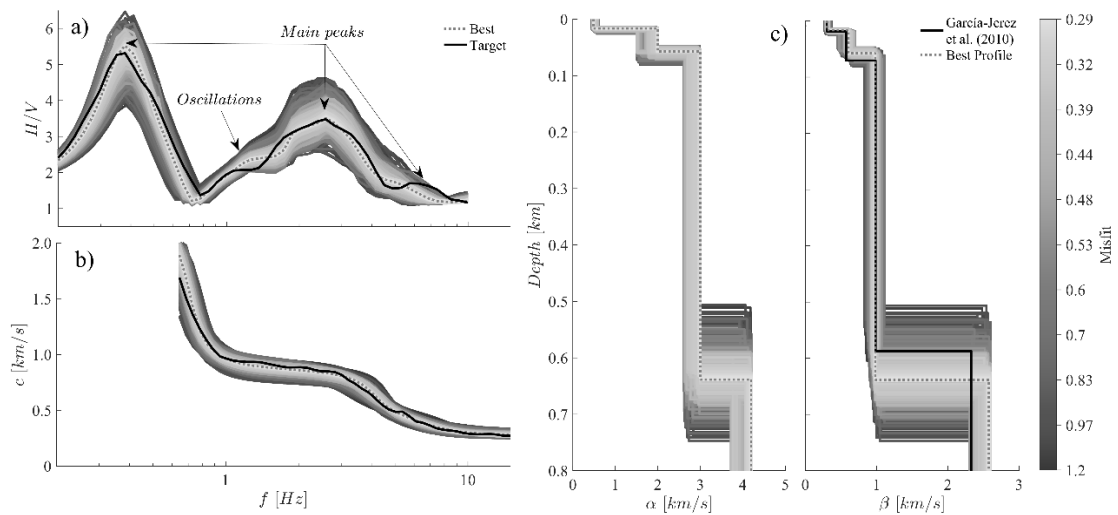 a)
Best
Target
Main peaks
Oscillations
H/V
6
5
4
3
2
1
b)
2.0
1.5
1.0
0.5
0
c [km/s]
1
10
f [Hz]
c)
0
0.1
0.2
0.3
0.4
0.5
0.6
0.7
0.8
Depth [km]
0
1
2
3
4
5
α [km/s]
García-Jerez
et al. (2010)
Best Profile
0
1
2
3
β [km/s]
0.29
0.32
0.37
0.42
0.48
0.53
0.6
0.7
0.83
0.97
1.2
Misfit